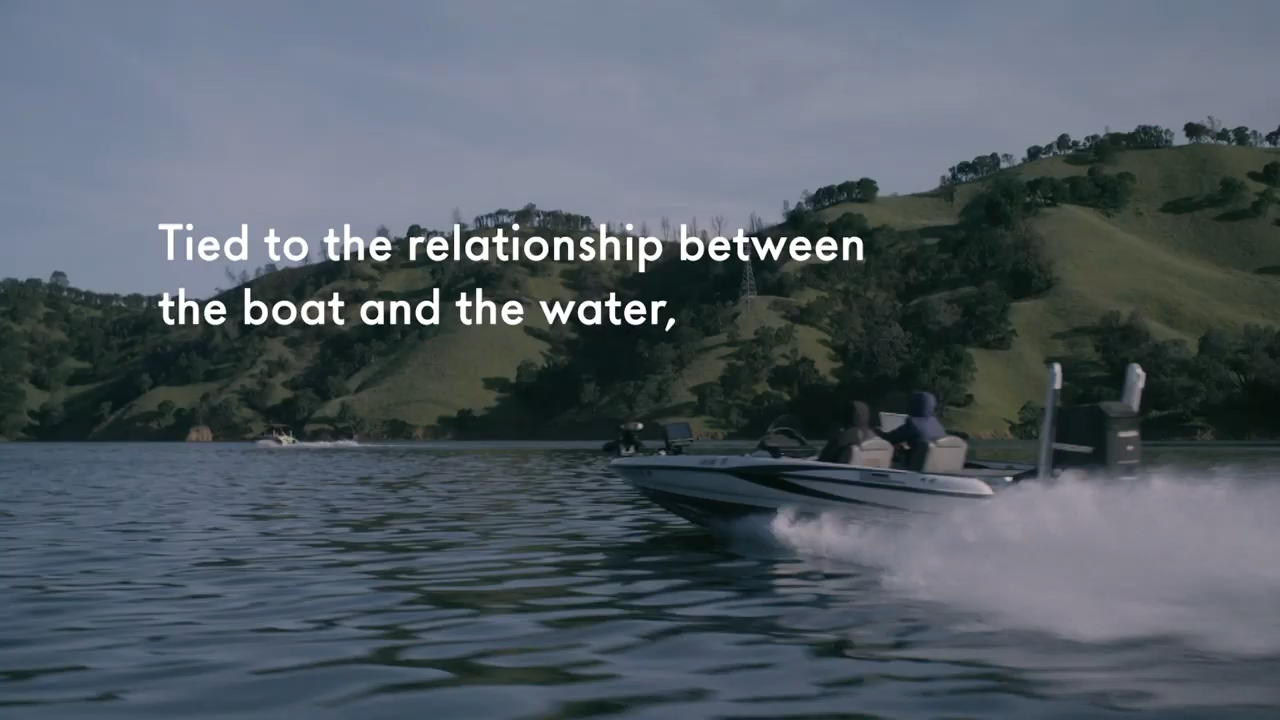 Tied to the relationship between
the boat and the water,